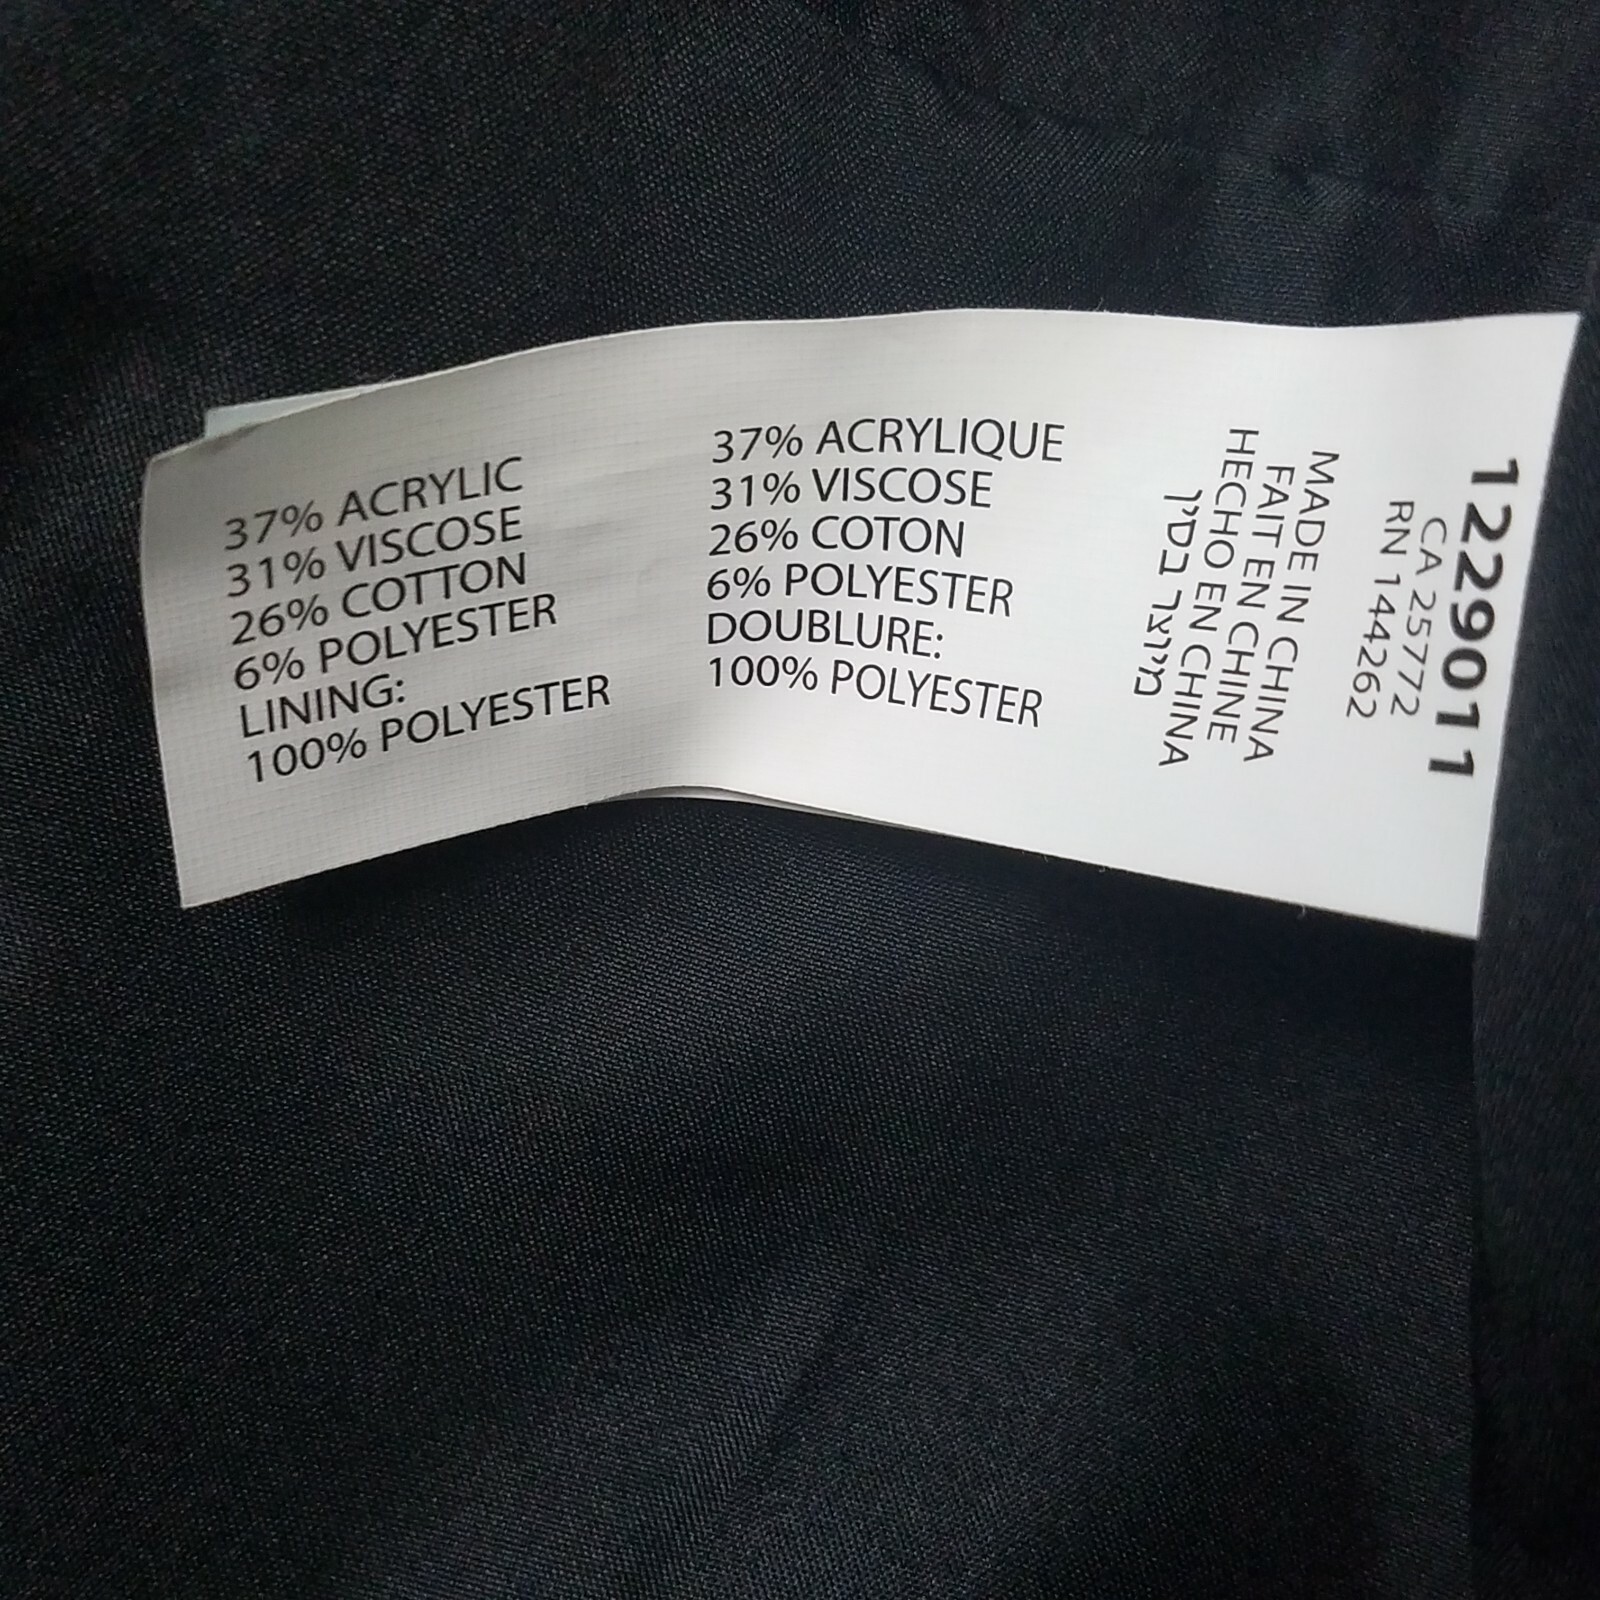 37% ACRYLIC
31% VISCOSE
26% COTTON
6% POLYESTER
LINING:
100% POLYESTER
37% ACRYLIQUE
31% VISCOSE
26% COTON
6% POLYESTER
DOUBLURE:
100% POLYESTER
1229011
CA 25772
RN 144262
MADE IN CHINA
FAIT EN CHINE
HECHO EN CHINA
מיוצר בסין